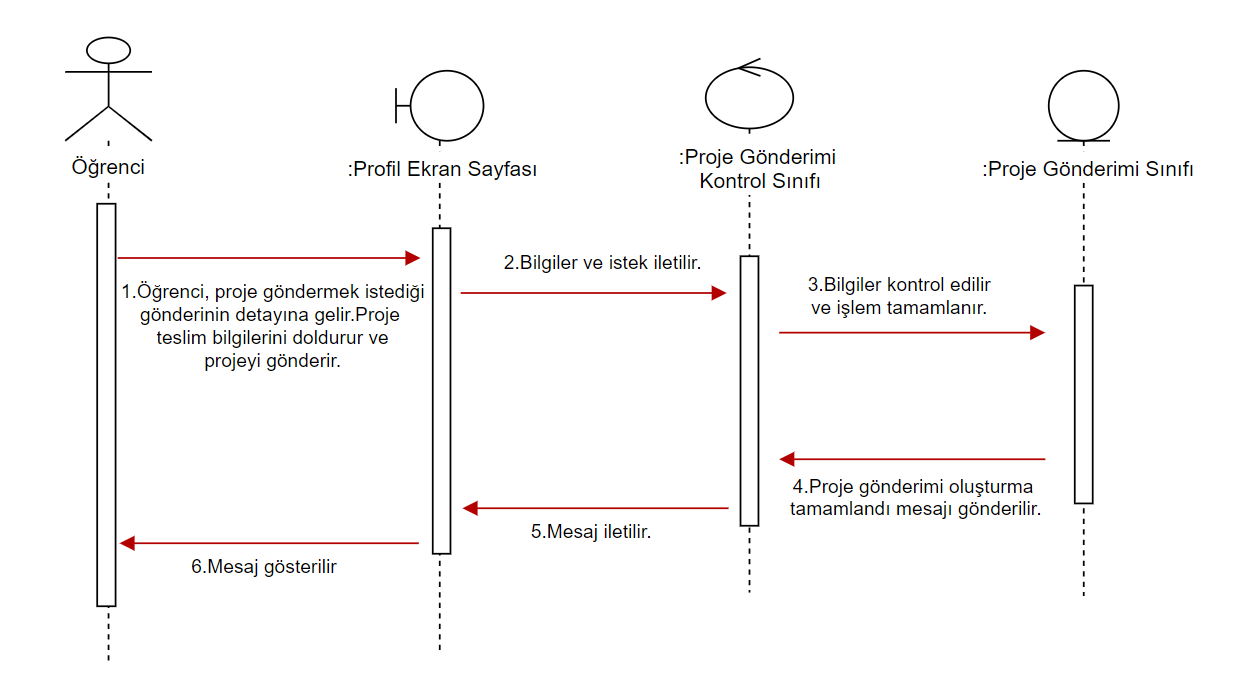 Öğrenci
:Profil Ekran Sayfası
:Proje Gönderimi
Kontrol Sınıfı
:Proje Gönderimi Sınıfı
1.Öğrenci, proje göndermek istediği
gönderinin detayına gelir.Proje
teslim bilgilerini doldurur ve
projeyi gönderir.
2.Bilgiler ve istek iletilir.
3.Bilgiler kontrol edilir
ve işlem tamamlanır.
4.Proje gönderimi oluşturma
tamamlandı mesajı gönderilir.
5.Mesaj iletilir.
6.Mesaj gösterilir